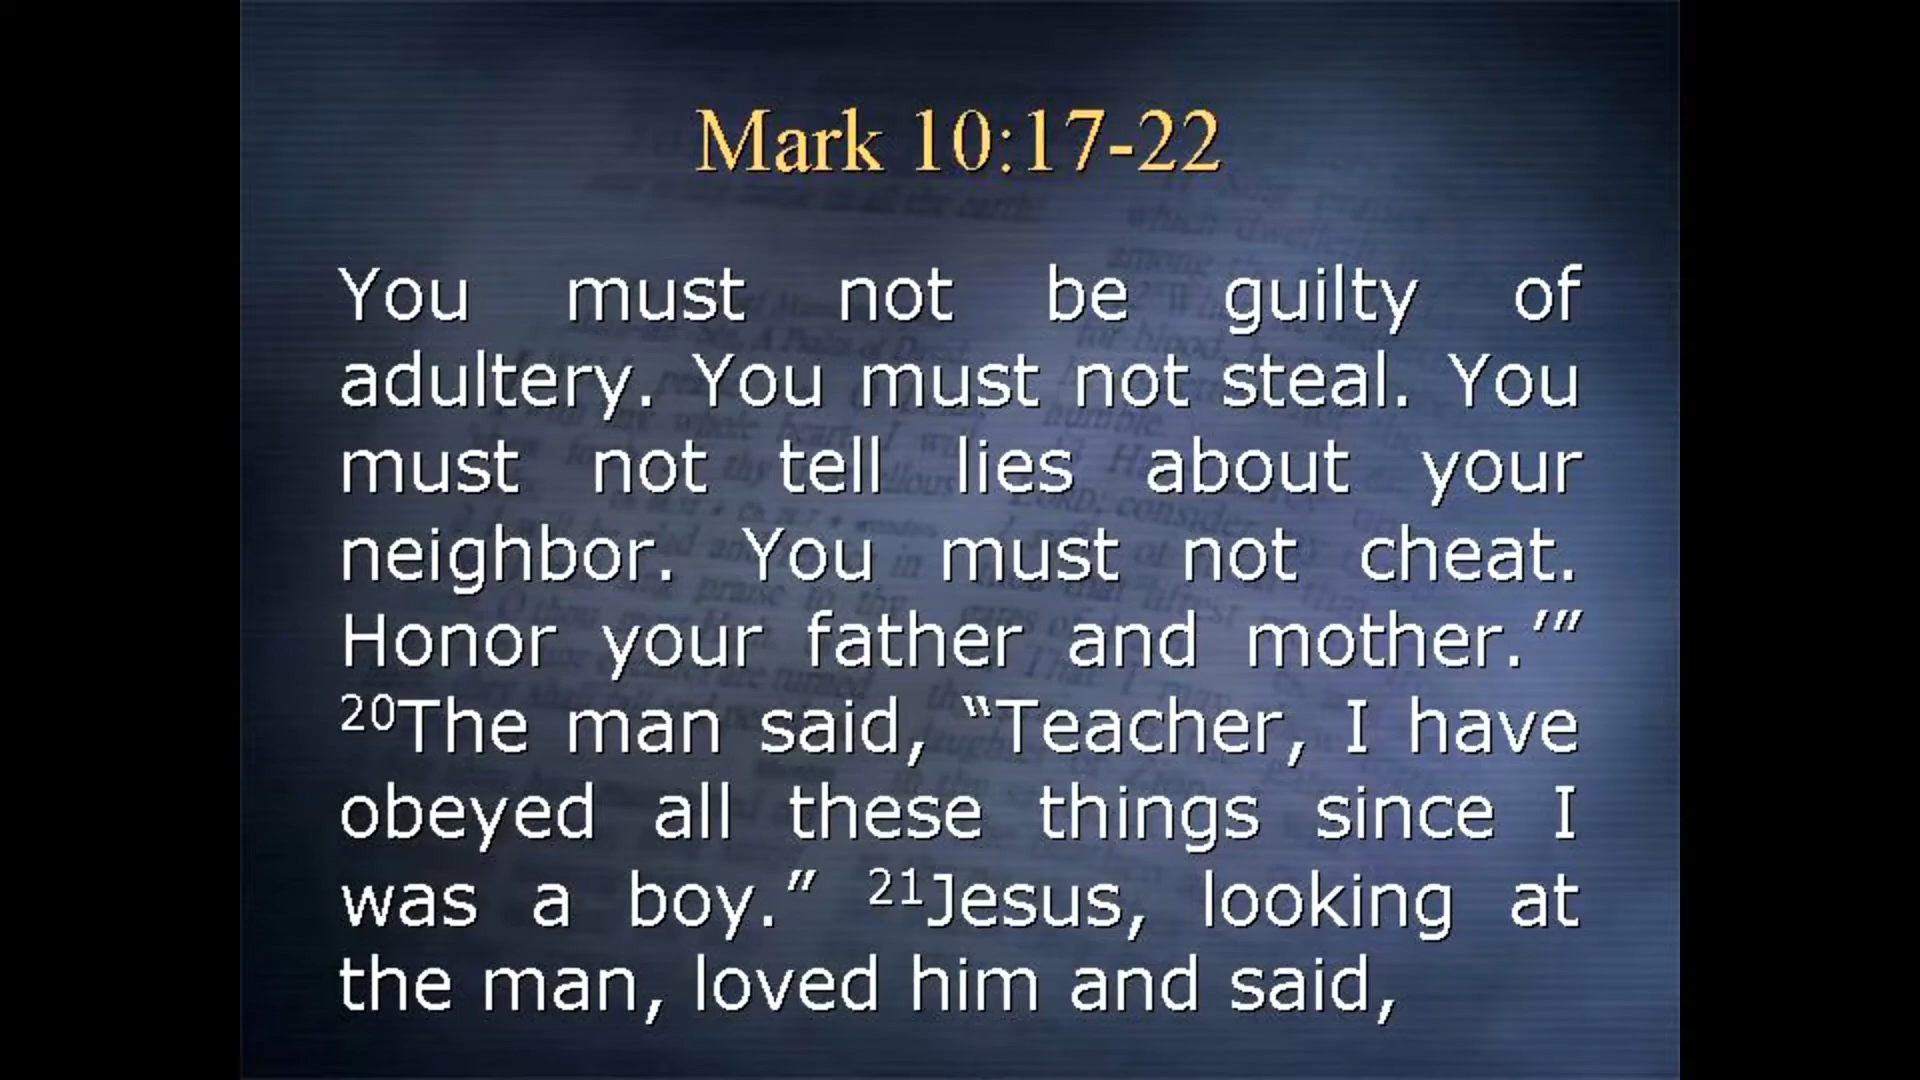 Mark 10:17-22
You must not be guilty of
adultery. You must not steal. You
must not tell lies about your
neighbor. You must not cheat.
Honor your father and mother.’”
²⁰The man said, “Teacher, I have
obeyed all these things since I
was a boy.” ²¹Jesus, looking at
the man, loved him and said,